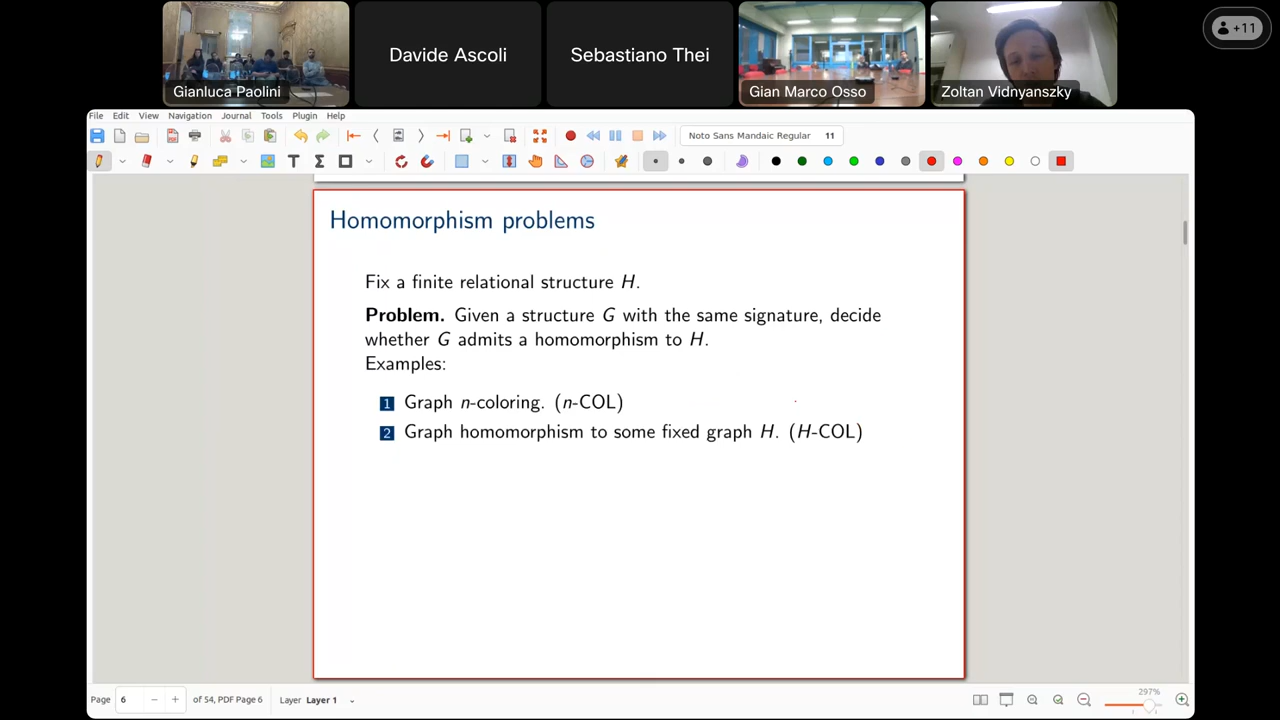 Davide Ascoli
Sebastiano Thei
+11
Gianluca Paolini
Gian Marco Osso
Zoltan Vidnyanszky
File Edit View Navigation Journal Tools Plugin Help
Noto Sans Mandaic Regular 11
Homomorphism problems
Fix a finite relational structure H.
Problem. Given a structure G with the same signature, decide
whether G admits a homomorphism to H.
Examples:
1 Graph n-coloring. (n-COL)
2 Graph homomorphism to some fixed graph H. (H-COL)
Page 6 of 54, PDF Page 6 Layer Layer 1 297%